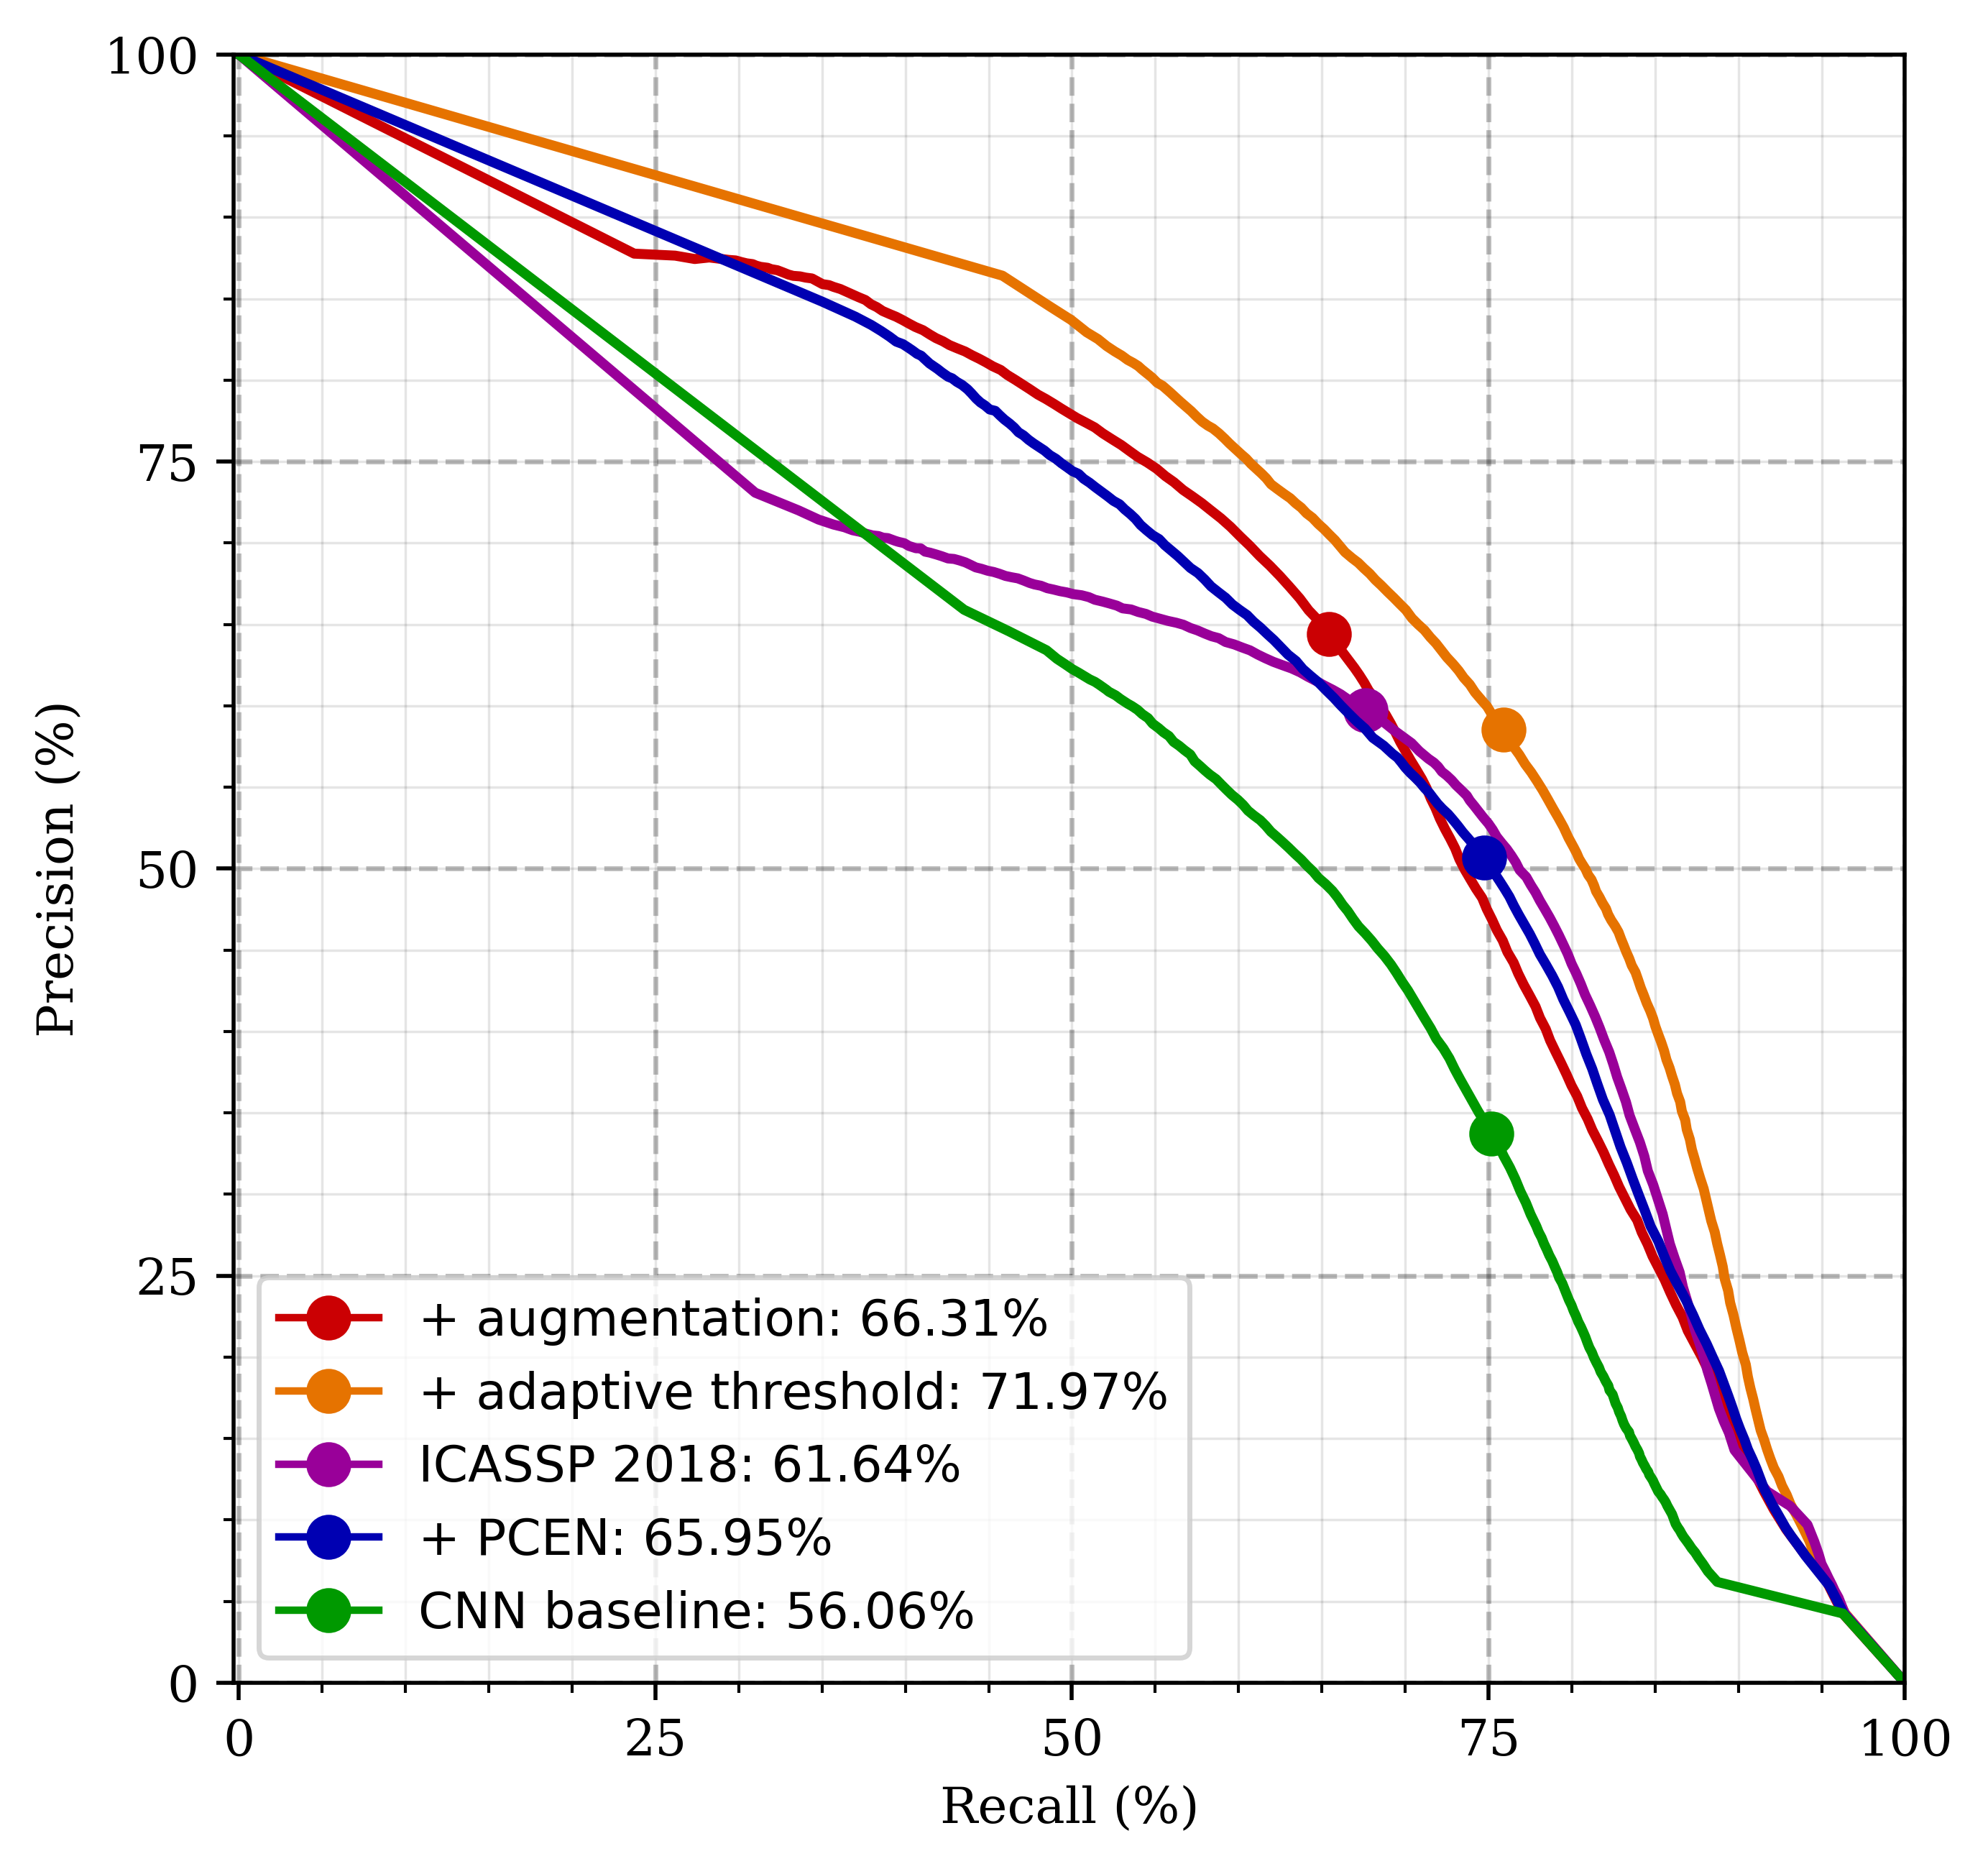 100
75
50
25
0
Precision (%)
+ augmentation: 66.31%
+ adaptive threshold: 71.97%
ICASSP 2018: 61.64%
+ PCEN: 65.95%
CNN baseline: 56.06%
0 25 50 75 100
Recall (%)